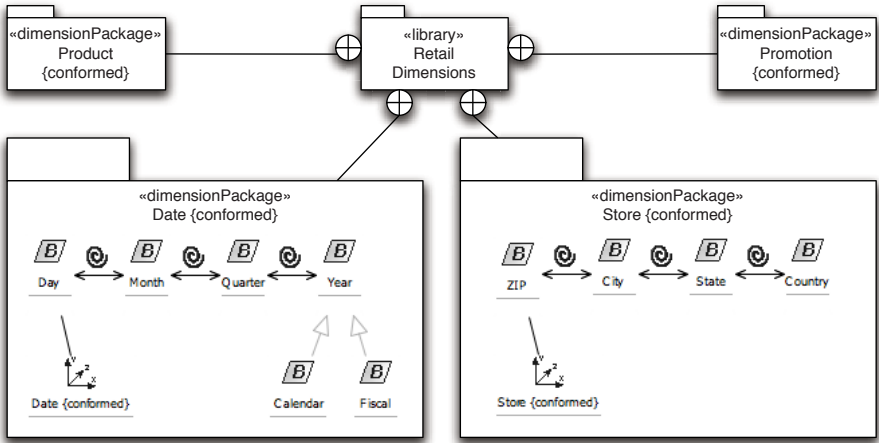 «dimensionPackage»
Product
{conformed}
«library»
Retail
Dimensions
«dimensionPackage»
Promotion
{conformed}
«dimensionPackage»
Date {conformed}
B B B B
Day Month Quarter Year
B B
Y
Z
X
Date {conformed} Calendar Fiscal
«dimensionPackage»
Store {conformed}
B B B B
ZIP City State Country
Y
Z
X
Store {conformed}